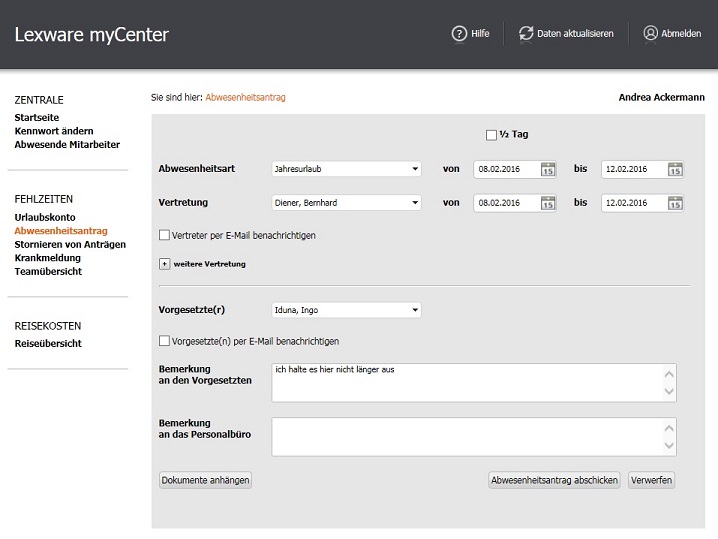 Lexware myCenter
Hilfe
Daten aktualisieren
Abmelden
ZENTRALE
Startseite
Kennwort ändern
Abwesende Mitarbeiter
FEHLZEITEN
Urlaubskonto
Abwesenheitsantrag
Stornieren von Anträgen
Krankmeldung
Teamübersicht
REISEKOSTEN
Reiseübersicht
Sie sind hier: Abwesenheitsantrag
Andrea Ackermann
½ Tag
Abwesenheitsart Jahresurlaub von 08.02.2016 15 bis 12.02.2016 15
Vertretung Diener, Bernhard von 08.02.2016 15 bis 12.02.2016 15
Vertreter per E-Mail benachrichtigen
+ weitere Vertretung
Vorgesetzte(r) Iduna, Ingo
Vorgesetzte(n) per E-Mail benachrichtigen
Bemerkung
an den Vorgesetzten
ich halte es hier nicht länger aus
Bemerkung
an das Personalbüro
Dokumente anhängen
Abwesenheitsantrag abschicken
Verwerfen